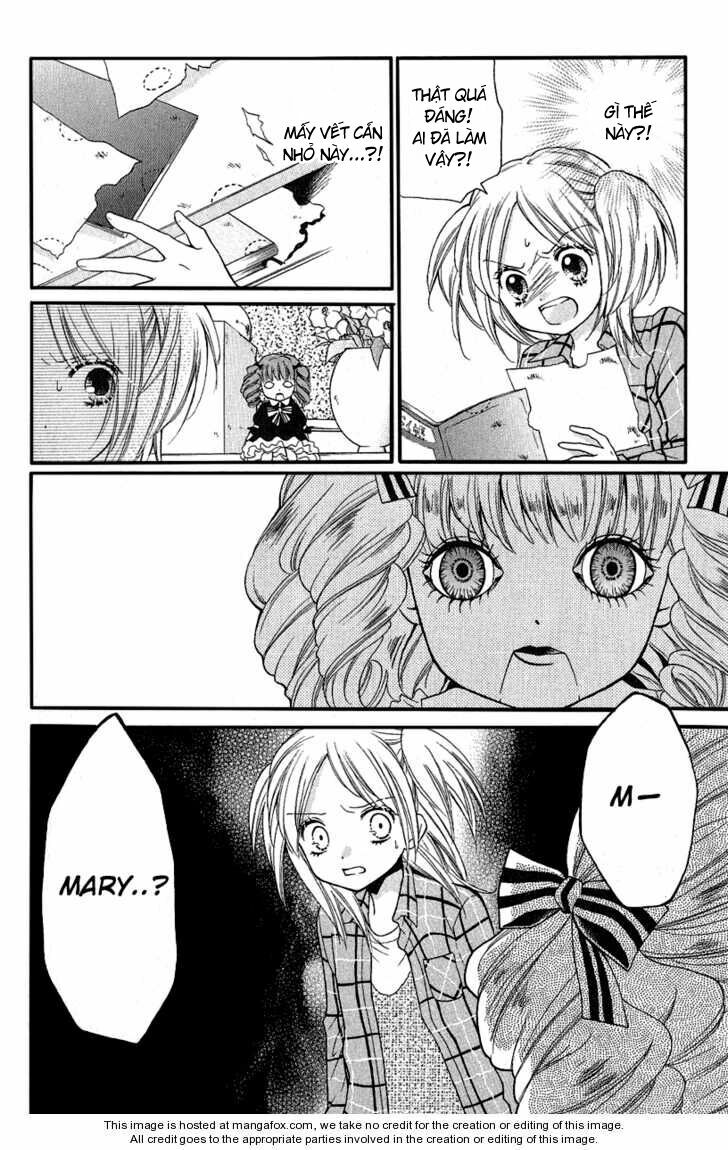 GÌ THẾ
NÀY?!
THẬT QUÁ
ĐÁNG!
AI ĐÃ LÀM
VẬY?!
MẤY VẾT CẮN
NHỎ NÀY...?!
M-
MARY..?
This image is hosted at mangafox.com, we take no credit for the creation or editing of this image.
All credit goes to the appropriate parties involved in the creation or editing of this image.